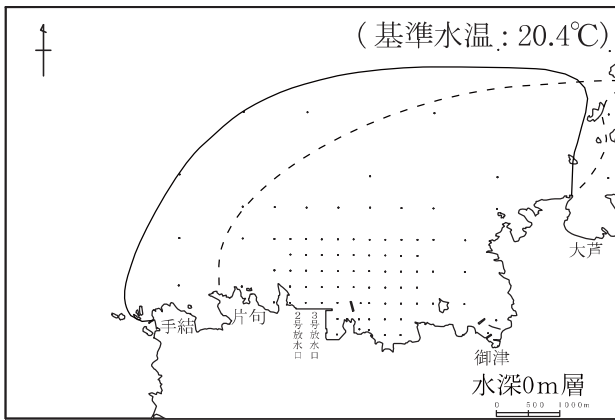 (基準水温：20.4℃)
大芦
手結
片句
2号放水口
3号放水口
御津
水深0m層
0 500 1000m